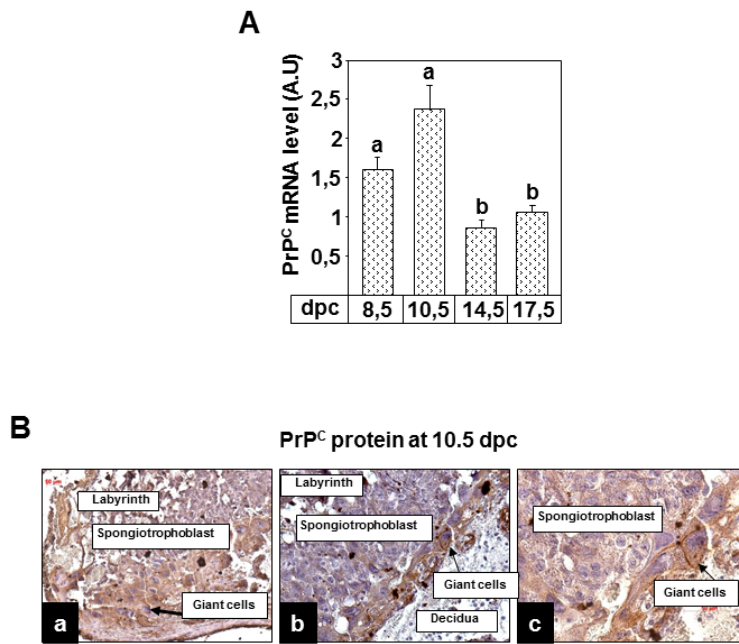 A
PrPC mRNA level (A.U)
3
2,5
2
1,5
1
0,5
a
a
b
b
dpc 8,5 10,5 14,5 17,5
B
PrPC protein at 10.5 dpc
Labyrinth
Spongiotrophoblast
Giant cells
a
Labyrinth
Spongiotrophoblast
Giant cells
Decidua
b
Spongiotrophoblast
Giant cells
c